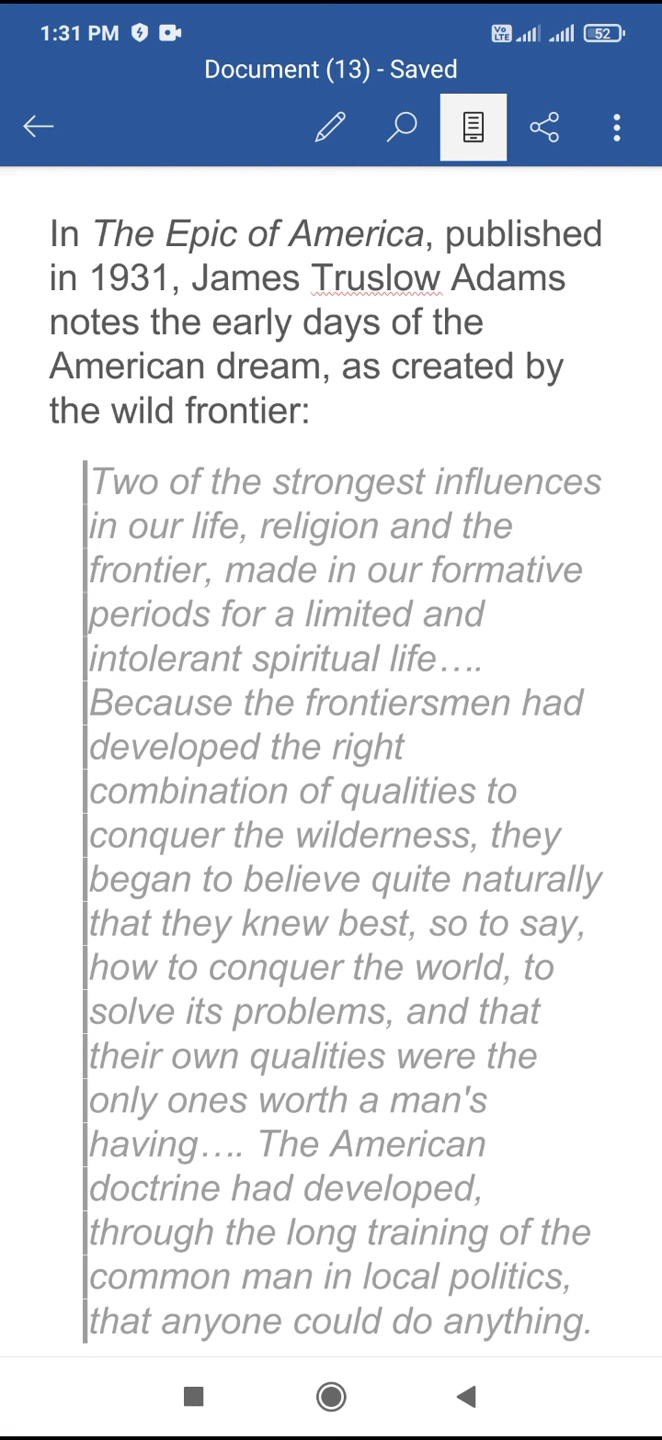 1:31 PM
Vo LTE 52
Document (13) - Saved
In The Epic of America, published
in 1931, James Truslow Adams
notes the early days of the
American dream, as created by
the wild frontier:
Two of the strongest influences
in our life, religion and the
frontier, made in our formative
periods for a limited and
intolerant spiritual life....
Because the frontiersmen had
developed the right
combination of qualities to
conquer the wilderness, they
began to believe quite naturally
that they knew best, so to say,
how to conquer the world, to
solve its problems, and that
their own qualities were the
only ones worth a man's
having.... The American
doctrine had developed,
through the long training of the
common man in local politics,
that anyone could do anything.